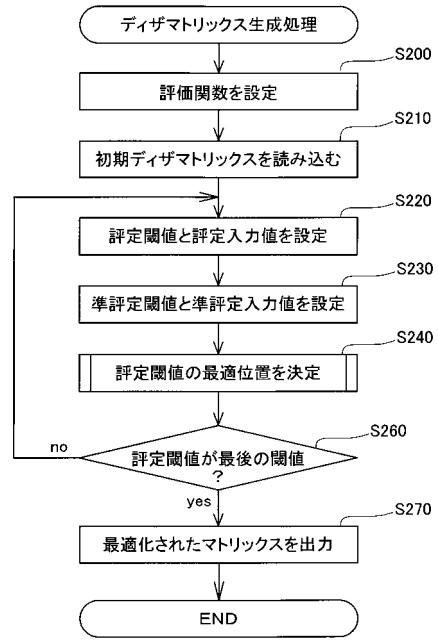 ディザマトリックス生成処理
S200
評価関数を設定
S210
初期ディザマトリックスを読み込む
S220
評定閾値と評定入力値を設定
S230
準評定閾値と準評定入力値を設定
S240
評定閾値の最適位置を決定
S260
no
評定閾値が最後の閾値
?
yes
S270
最適化されたマトリックスを出力
END